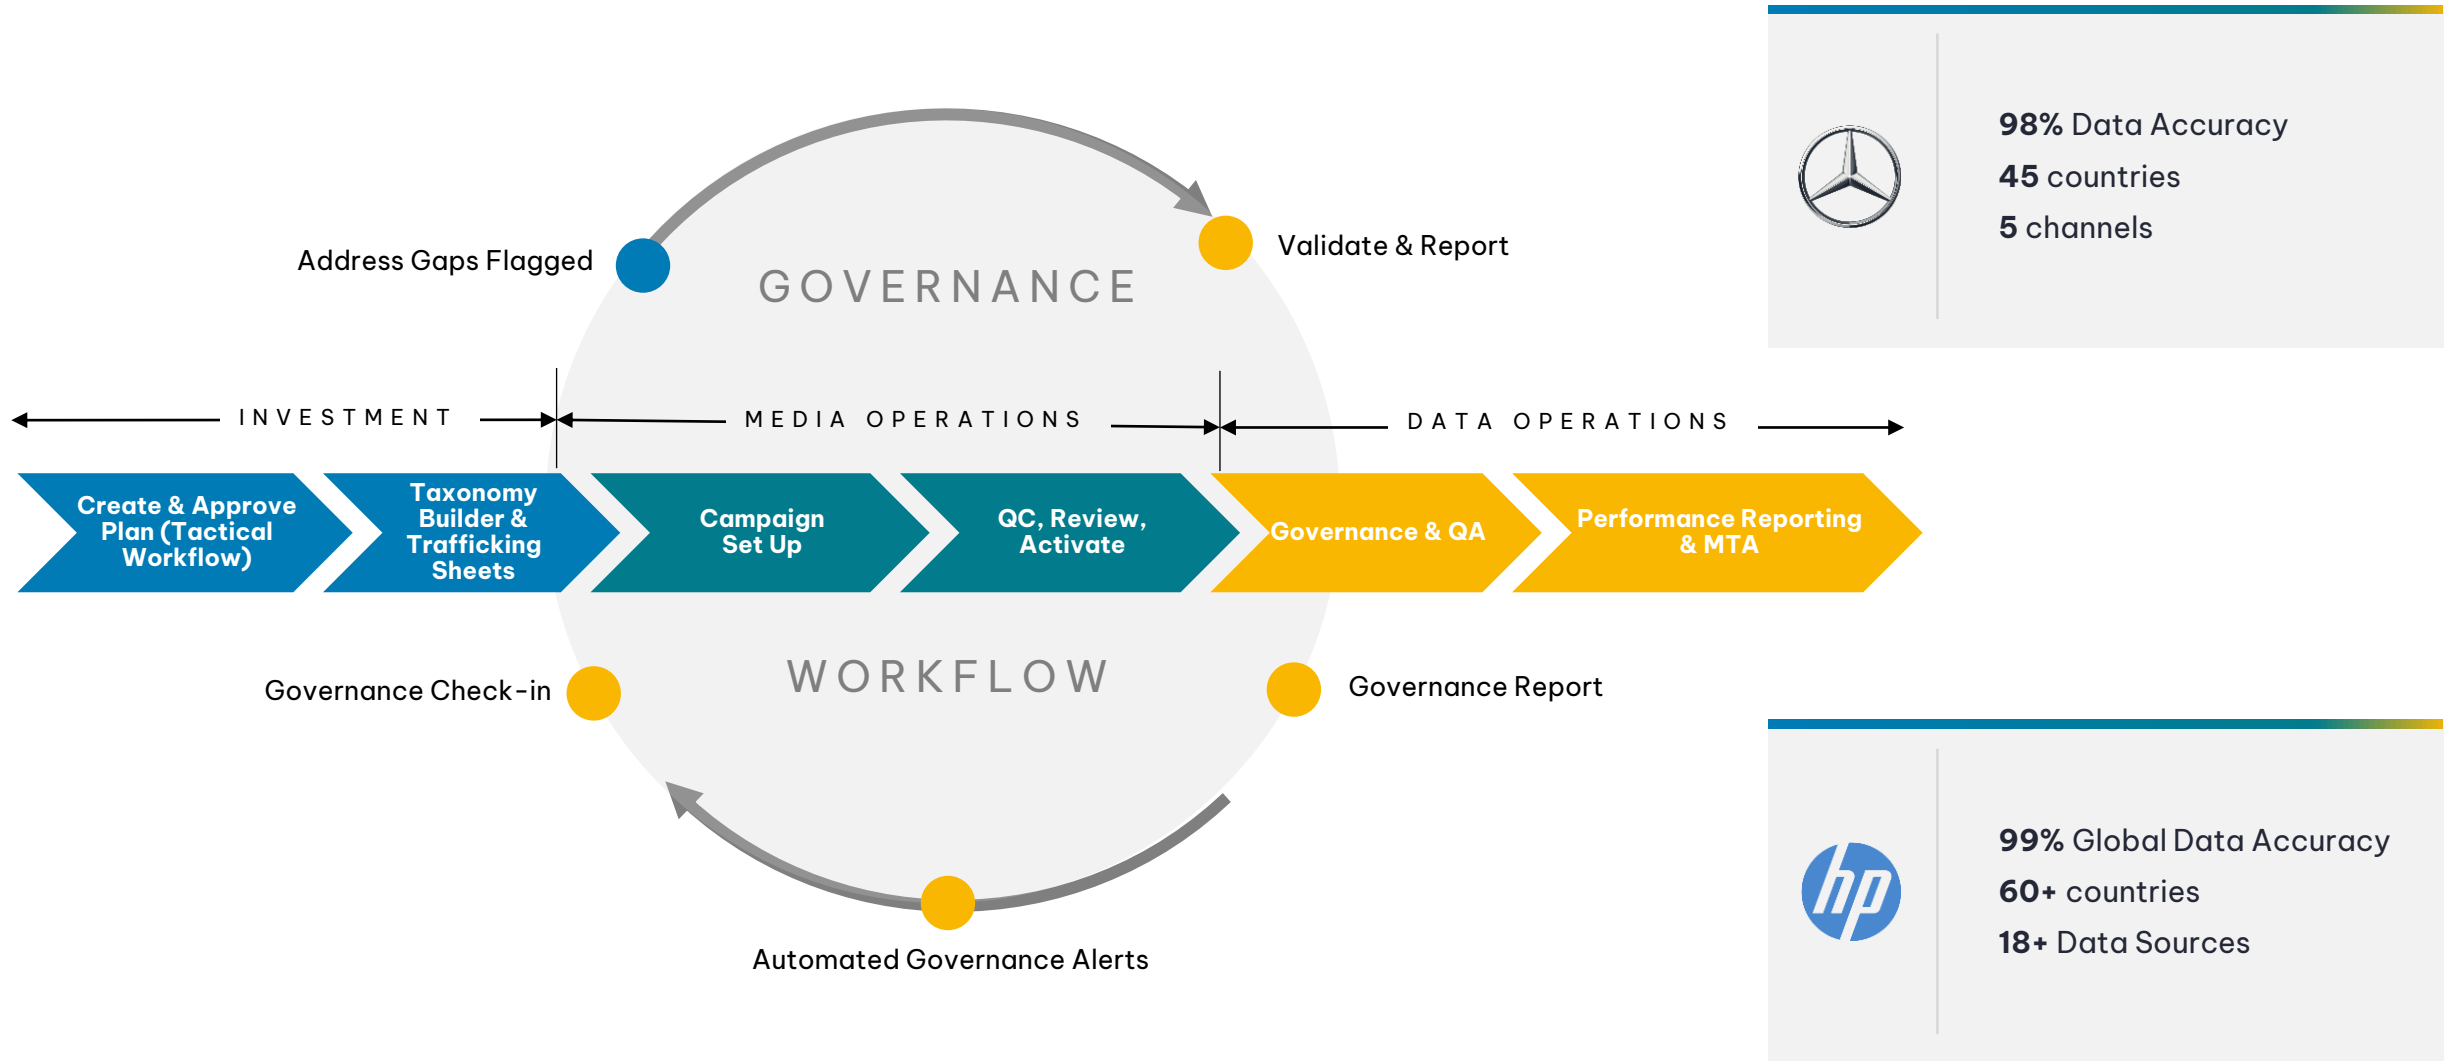 98% Data Accuracy
45 countries
5 channels
Address Gaps Flagged
Validate & Report
GOVERNANCE
INVESTMENT
MEDIA OPERATIONS
DATA OPERATIONS
Create & Approve
Plan (Tactical
Workflow)
Taxonomy
Builder &
Trafficking
Sheets
Campaign
Set Up
QC, Review,
Activate
Governance & QA
Performance Reporting
& MTA
WORKFLOW
Governance Check-in
Governance Report
Automated Governance Alerts
hp
99% Global Data Accuracy
60+ countries
18+ Data Sources